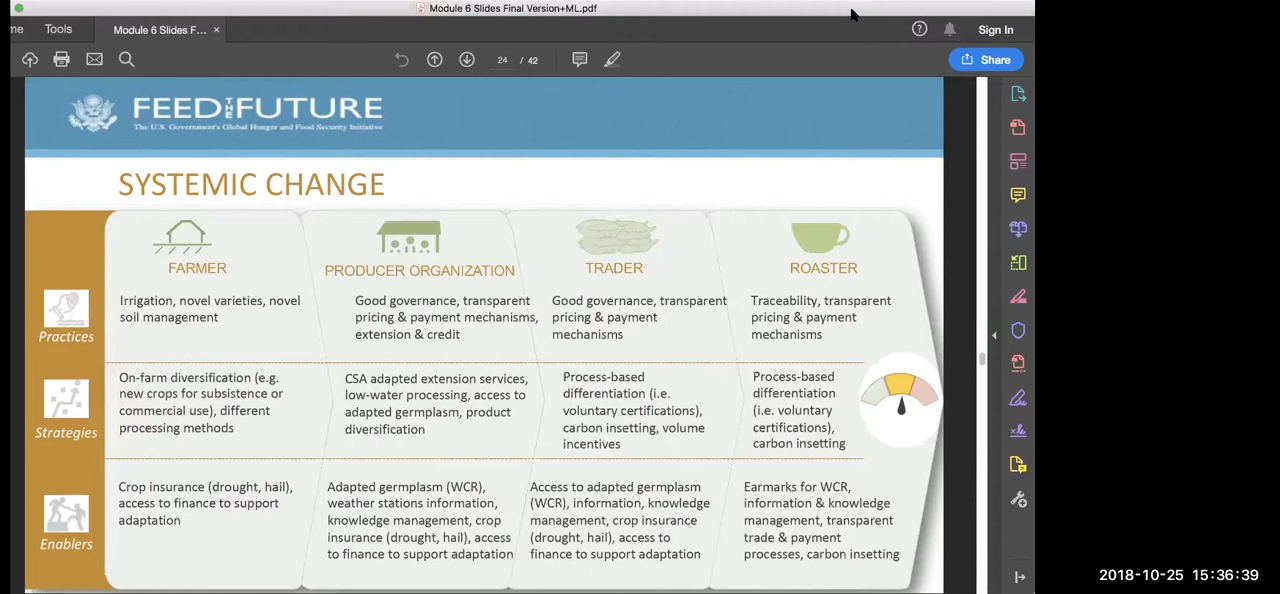 Module 6 Slides Final Version+ML.pdf
me
Tools
Module 6 Slides F... ×
Sign In
24 / 42
Share
FEED THE FUTURE
The U.S. Government's Global Hunger and Food Security Initiative
SYSTEMIC CHANGE
FARMER
PRODUCER ORGANIZATION
TRADER
ROASTER
Practices
Irrigation, novel varieties, novel
soil management
Good governance, transparent
pricing & payment mechanisms,
extension & credit
Good governance, transparent
pricing & payment
mechanisms
Traceability, transparent
pricing & payment
mechanisms
Strategies
On-farm diversification (e.g.
new crops for subsistence or
commercial use), different
processing methods
CSA adapted extension services,
low-water processing, access to
adapted germplasm, product
diversification
Process-based
differentiation (i.e.
voluntary certifications),
carbon insetting, volume
incentives
Process-based
differentiation
(i.e. voluntary
certifications),
carbon insetting
Enablers
Crop insurance (drought, hail),
access to finance to support
adaptation
Adapted germplasm (WCR),
weather stations information,
knowledge management, crop
insurance (drought, hail), access
to finance to support adaptation
Access to adapted germplasm
(WCR), information, knowledge
management, crop insurance
(drought, hail), access to
finance to support adaptation
Earmarks for WCR,
information & knowledge
management, transparent
trade & payment
processes, carbon insetting
2018-10-25 15:36:39